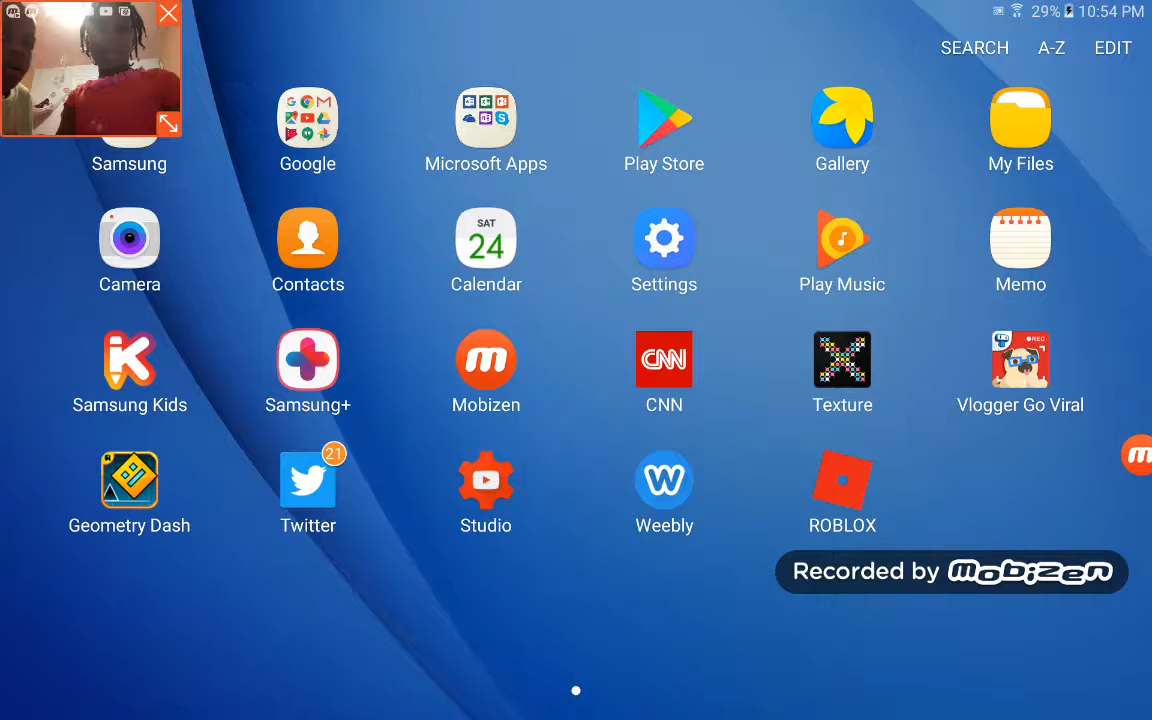 29% 10:54 PM
SEARCH A-Z EDIT
Samsung Google Microsoft Apps Play Store Gallery My Files
SAT
24
Camera Contacts Calendar Settings Play Music Memo
CNN
REC
Samsung Kids Samsung+ Mobizen CNN Texture Vlogger Go Viral
21
Geometry Dash Twitter Studio Weebly ROBLOX
Recorded by mobizen